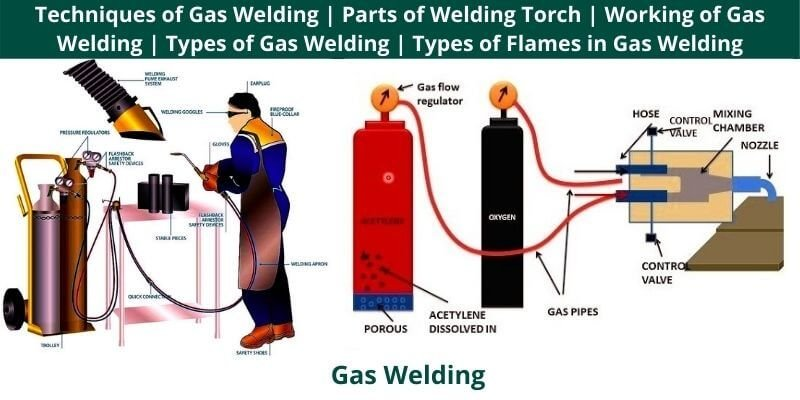 Techniques of Gas Welding | Parts of Welding Torch | Working of Gas
Welding | Types of Gas Welding | Types of Flames in Gas Welding
WELDING
FUME EXHAUST
SYSTEM
EARPLUG
WELDING GOGGLES
FIREPROOF
BLUE-COLLAR
PRESSURE REGULATORS
GLOVES
FLASHBACK
ARRESTOR
SAFETY DEVICES
FLASHBACK
ARRESTOR
SAFETY DEVICES
STABLE PIECES
WELDING APRON
QUICK CONNECTION
TROLLEY
SAFETY SHOES
Gas flow
regulator
ACETYLENE
OXYGEN
HOSE
CONTROL
VALVE
MIXING
CHAMBER
NOZZLE
CONTROL
VALVE
GAS PIPES
ACETYLENE
DISSOLVED IN
POROUS
Gas Welding